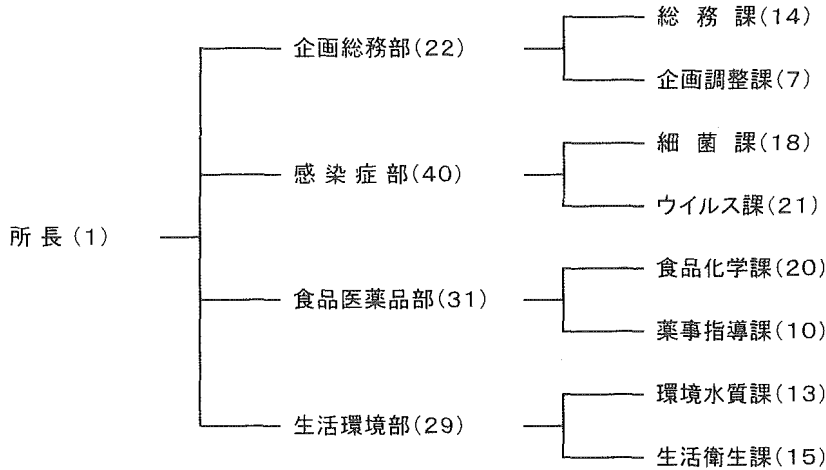 総務課(14)
企画総務部(22)
企画調整課(7)
細菌課(18)
感染症部(40)
ウイルス課(21)
所長(1)
食品化学課(20)
食品医薬品部(31)
薬事指導課(10)
環境水質課(13)
生活環境部(29)
生活衛生課(15)